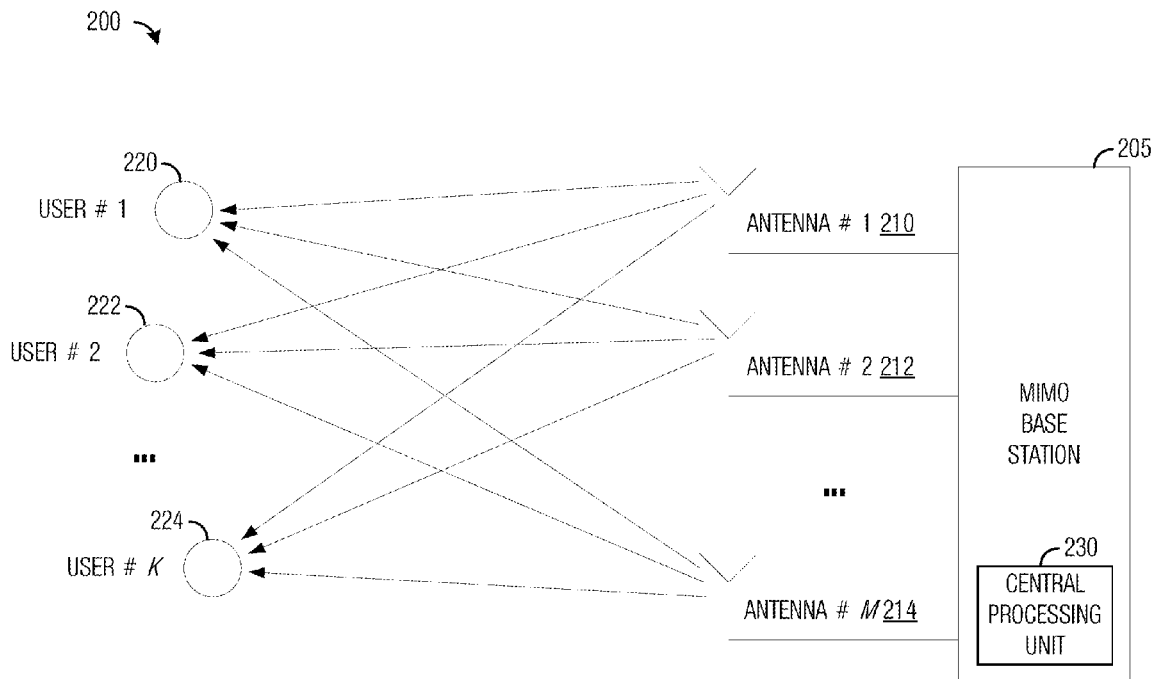 200
220
USER # 1
205
ANTENNA # 1 210
222
USER # 2
ANTENNA # 2 212
MIMO
BASE
STATION
...
...
224
USER # K
230
CENTRAL
PROCESSING
UNIT
ANTENNA # M 214